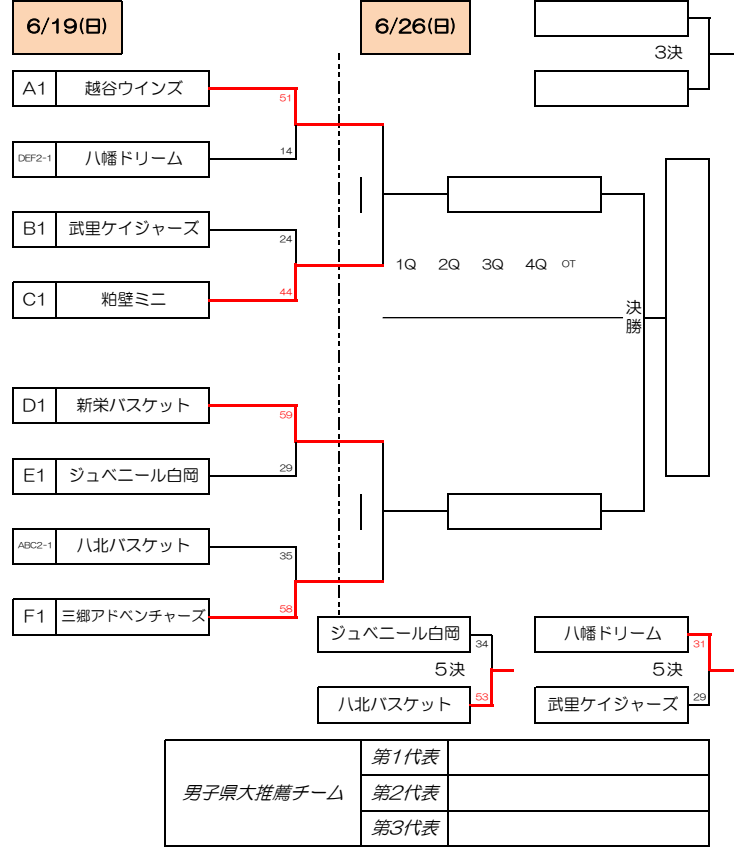 6/19(日)
6/26(日)
3決
A1 越谷ウインズ
51
DEF2-1 八幡ドリーム
14
B1 武里ケイジャーズ
24
C1 粕壁ミニ
44
1Q 2Q 3Q 4Q OT
決勝
D1 新栄バスケット
59
E1 ジュベニール白岡
29
ABC2-1 八北バスケット
35
F1 三郷アドベンチャーズ
58
ジュベニール白岡
34
5決
八北バスケット
53
八幡ドリーム
31
5決
武里ケイジャーズ
29
男子県大推薦チーム
第1代表
第2代表
第3代表